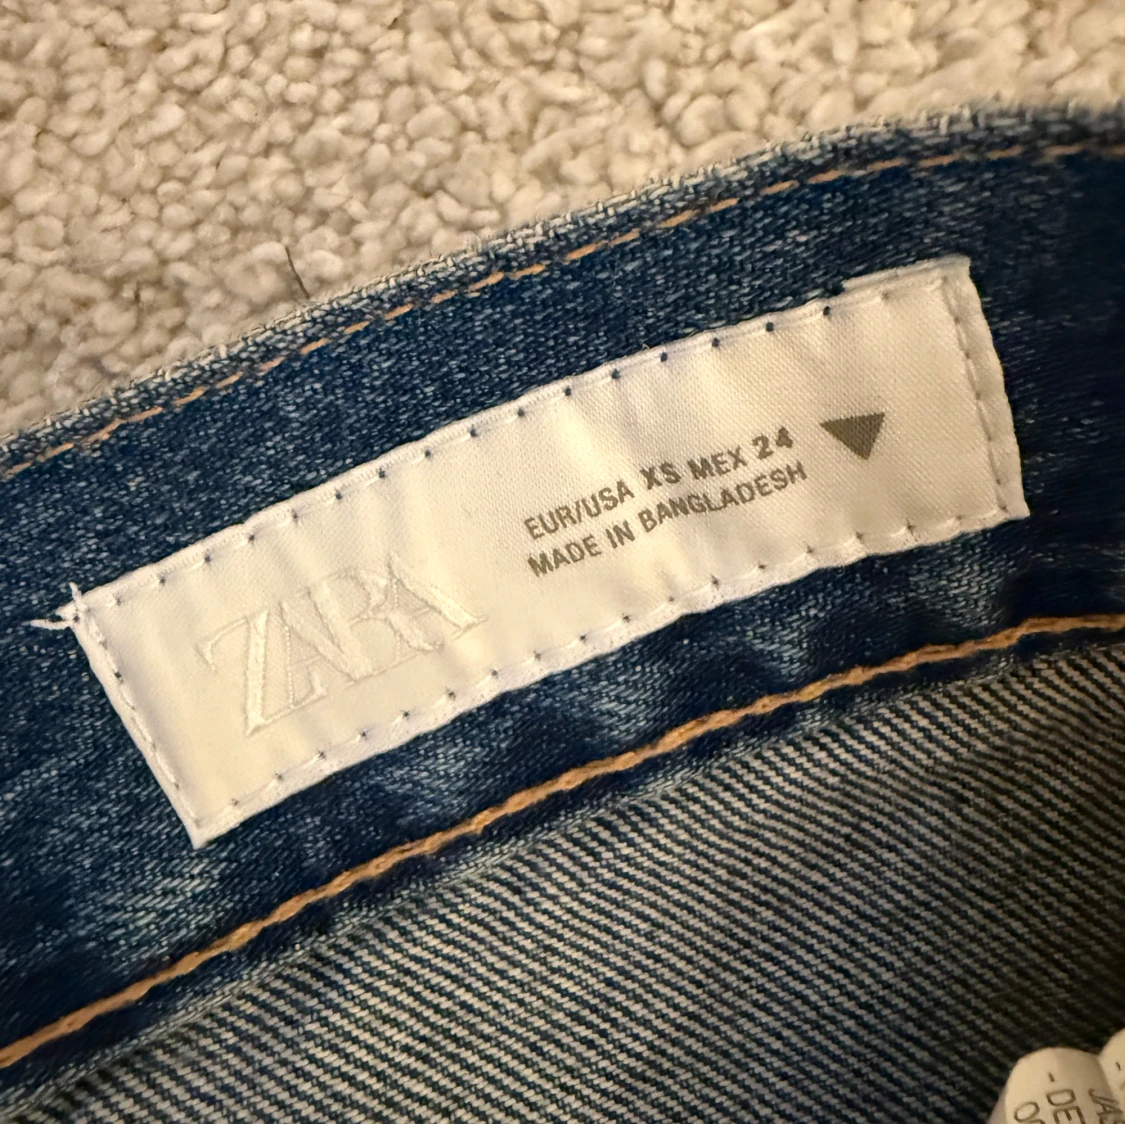 ZARA
EUR/USA XS MEX 24
MADE IN BANGLADESH